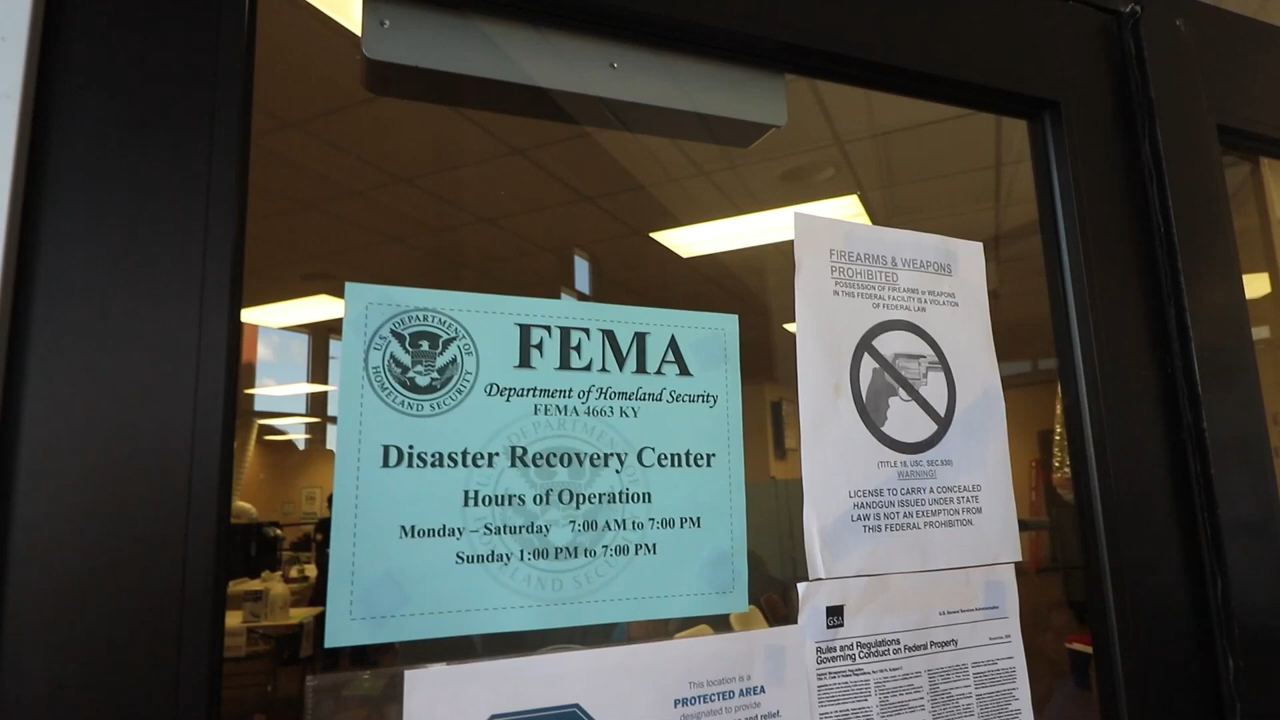 U.S. DEPARTMENT OF
HOMELAND SECURITY
FEMA
Department of Homeland Security
FEMA 4663 KY
Disaster Recovery Center
Hours of Operation
Monday – Saturday 7:00 AM to 7:00 PM
Sunday 1:00 PM to 7:00 PM
FIREARMS & WEAPONS
PROHIBITED
POSSESSION OF FIREARMS or WEAPONS
IN THIS FEDERAL FACILITY IS A VIOLATION
OF FEDERAL LAW
(TITLE 18, USC, SEC.930)
WARNING!
LICENSE TO CARRY A CONCEALED
HANDGUN ISSUED UNDER STATE
LAW IS NOT AN EXEMPTION FROM
THIS FEDERAL PROHIBITION.
GSA
U.S. General Services Administration
Rules and Regulations
Governing Conduct on Federal Property
This location is a
PROTECTED AREA
designated to provide
and relief.